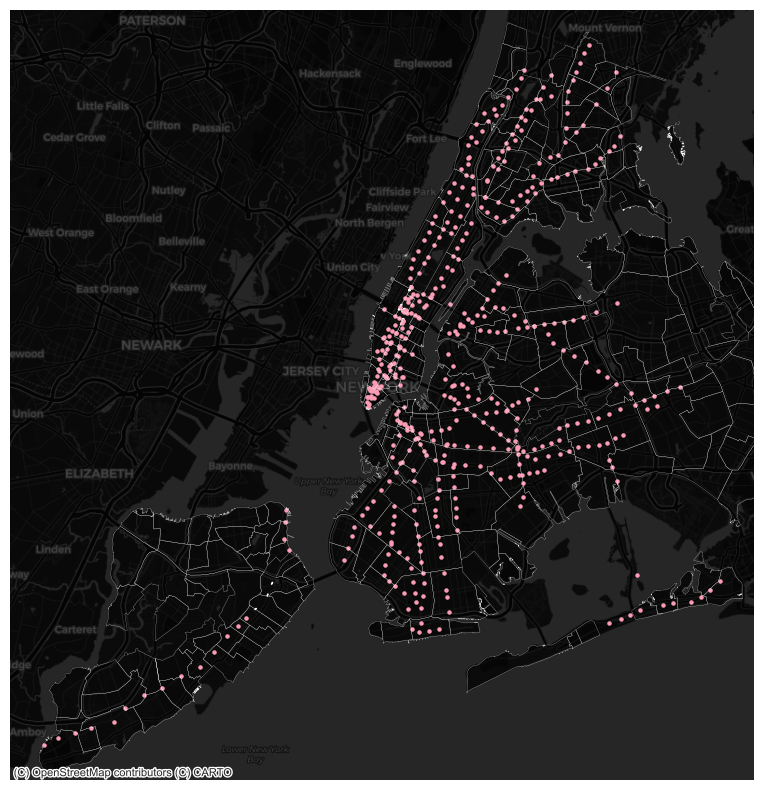 PATERSON
Mount Vernon
Englewood
Hackensack
Little Falls
Clifton
Passaic
Cedar Grove
Fort Lee
Nutley
Cliffside Park
Fairview
Bloomfield
North Bergen
West Orange
Belleville
Great
Union City
Kearny
East Orange
NEWARK
ewood
JERSEY CITY
NEW YORK
Union
Bayonne
ELIZABETH
Upper New York
Bay
Linden
way
Carteret
idge
Amboy
Lower New York
Bay
(C) OpenStreetMap contributors (C) CARTO